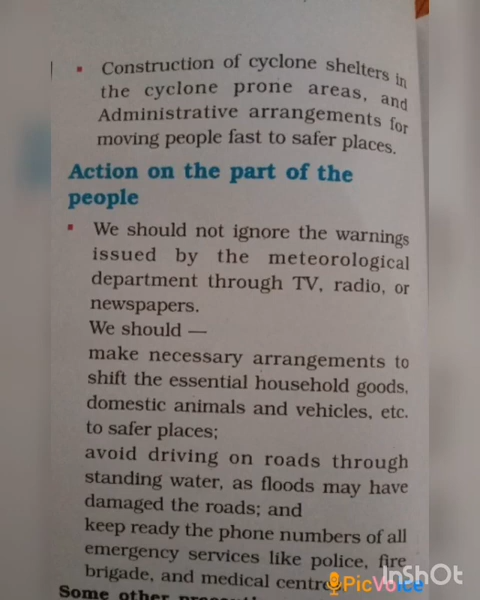 ▪ Construction of cyclone shelters in
the cyclone prone areas, and
Administrative arrangements for
moving people fast to safer places.
Action on the part of the
people
▪ We should not ignore the warnings
issued by the meteorological
department through TV, radio, or
newspapers.
We should —
make necessary arrangements to
shift the essential household goods,
domestic animals and vehicles, etc.
to safer places;
avoid driving on roads through
standing water, as floods may have
damaged the roads; and
keep ready the phone numbers of all
emergency services like police, fire
brigade, and medical centre
PicVoice
InShOt
Some other